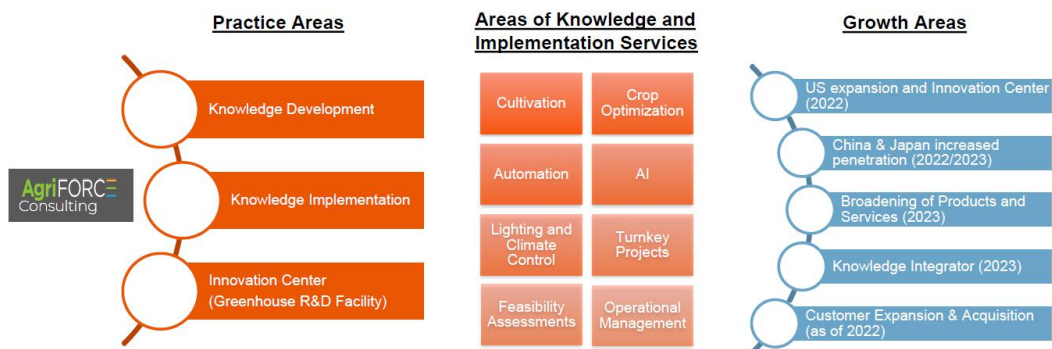 Practice Areas
Knowledge Development
AgriFORCE
Consulting
Knowledge Implementation
Innovation Center
(Greenhouse R&D Facility)
Areas of Knowledge and
Implementation Services
Cultivation
Crop
Optimization
Automation
AI
Lighting and
Climate
Control
Turnkey
Projects
Feasibility
Assessments
Operational
Management
Growth Areas
US expansion and Innovation Center
(2022)
China & Japan increased
penetration (2022/2023)
Broadening of Products and
Services (2023)
Knowledge Integrator (2023)
Customer Expansion & Acquisition
(as of 2022)